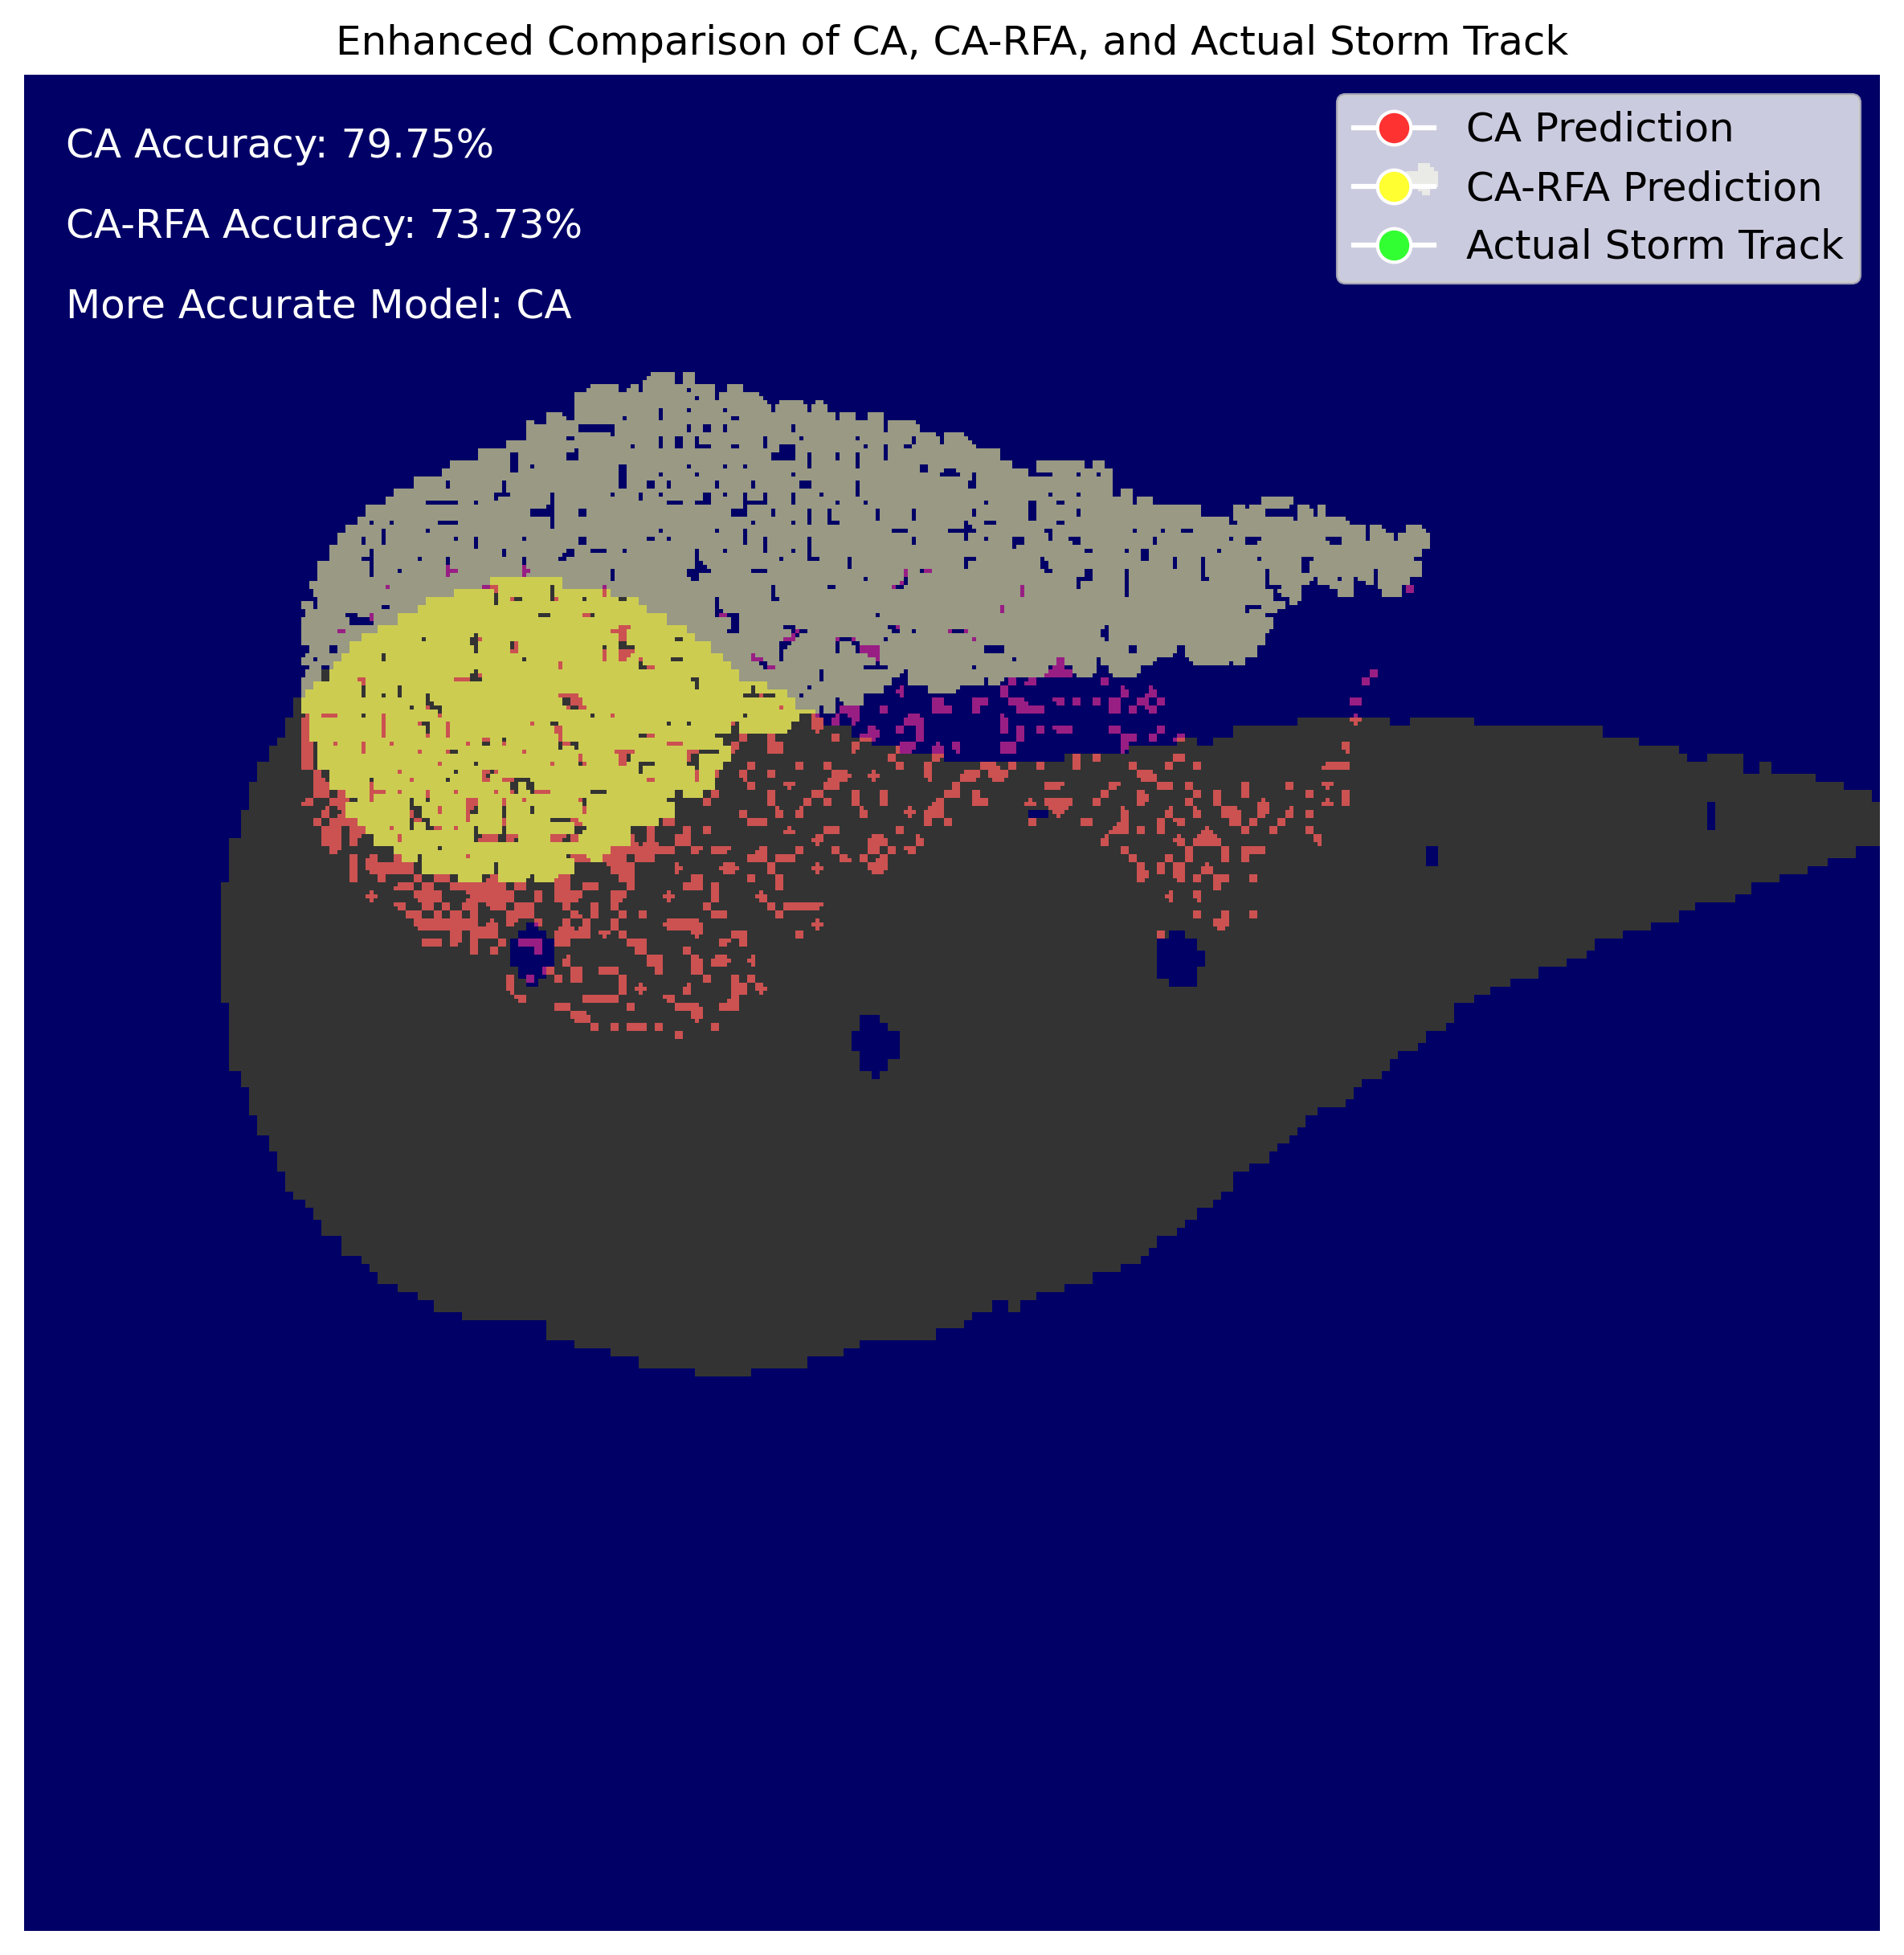 Enhanced Comparison of CA, CA-RFA, and Actual Storm Track
CA Accuracy: 79.75%
CA-RFA Accuracy: 73.73%
More Accurate Model: CA
CA Prediction
CA-RFA Prediction
Actual Storm Track